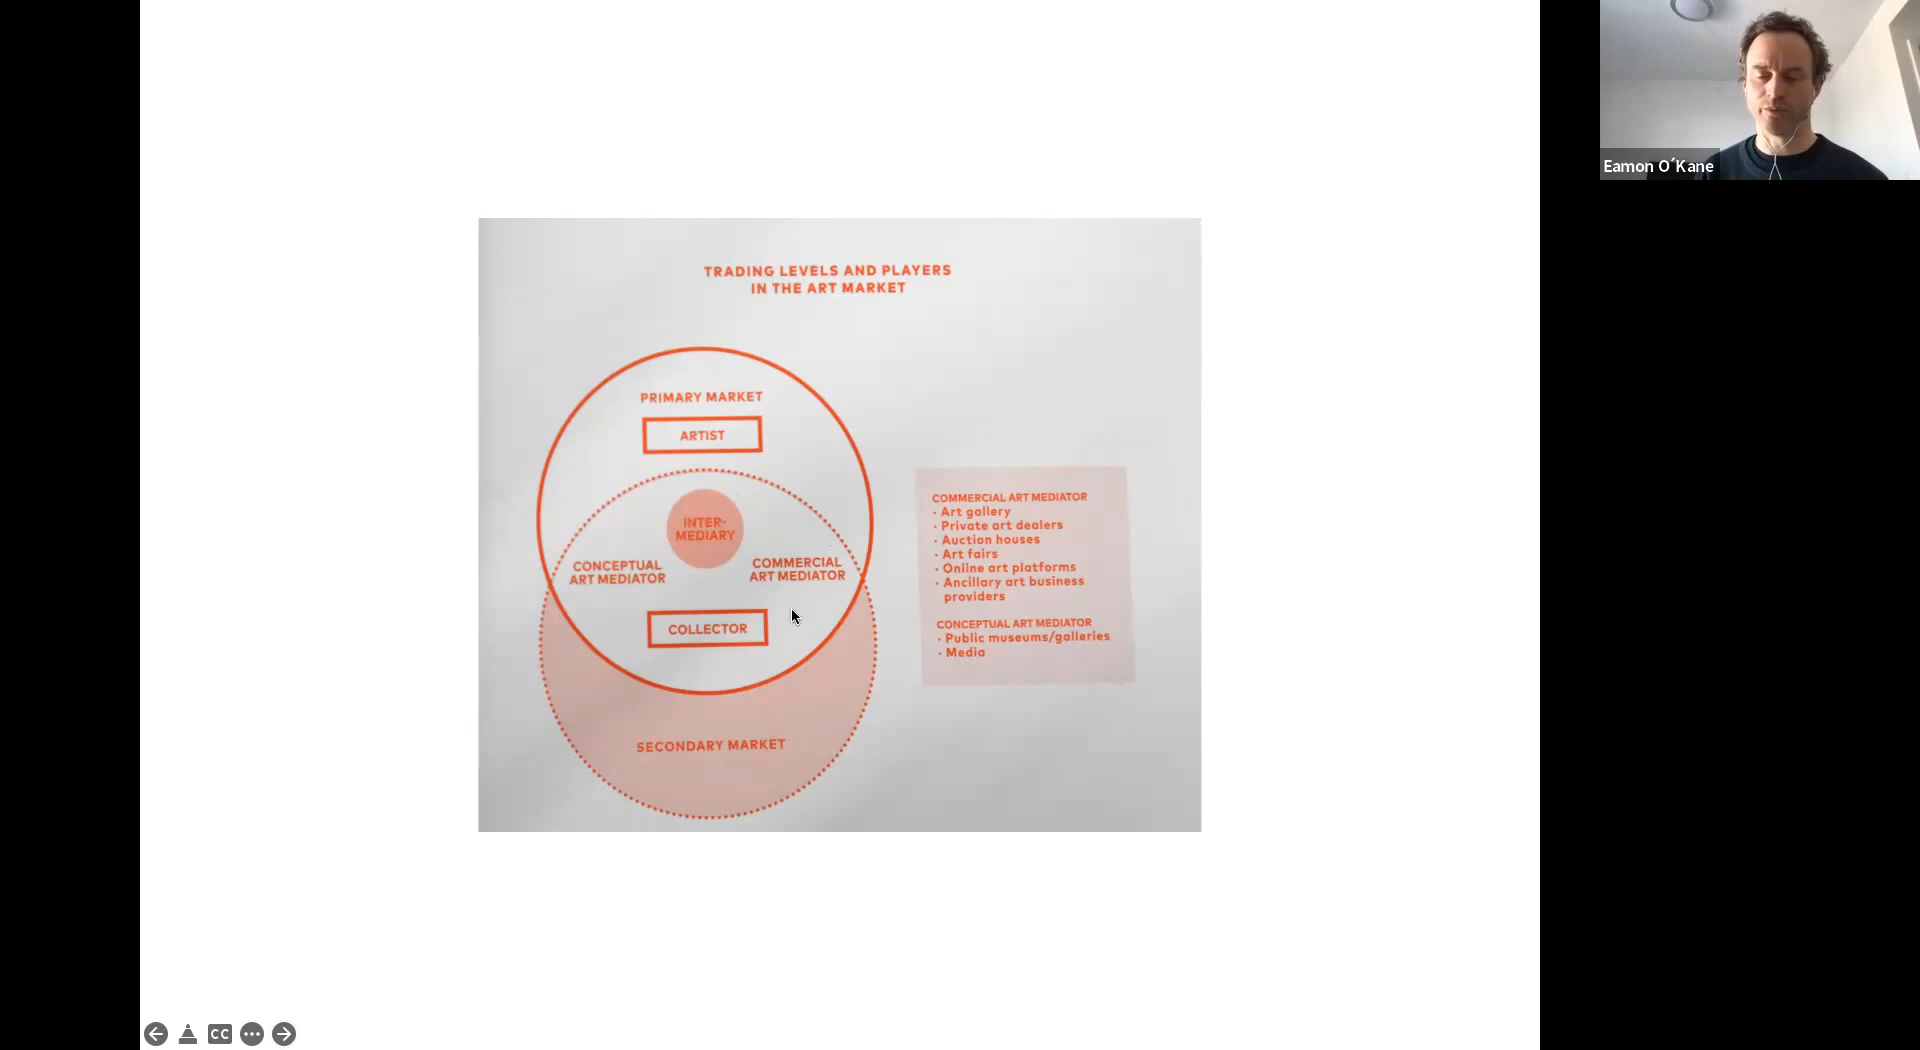 Eamon O´Kane
TRADING LEVELS AND PLAYERS
IN THE ART MARKET
PRIMARY MARKET
ARTIST
INTER-
MEDIARY
CONCEPTUAL
ART MEDIATOR
COMMERCIAL
ART MEDIATOR
COLLECTOR
SECONDARY MARKET
COMMERCIAL ART MEDIATOR
· Art gallery
· Private art dealers
· Auction houses
· Art fairs
· Online art platforms
· Ancillary art business
providers
CONCEPTUAL ART MEDIATOR
· Public museums/galleries
· Media
CC